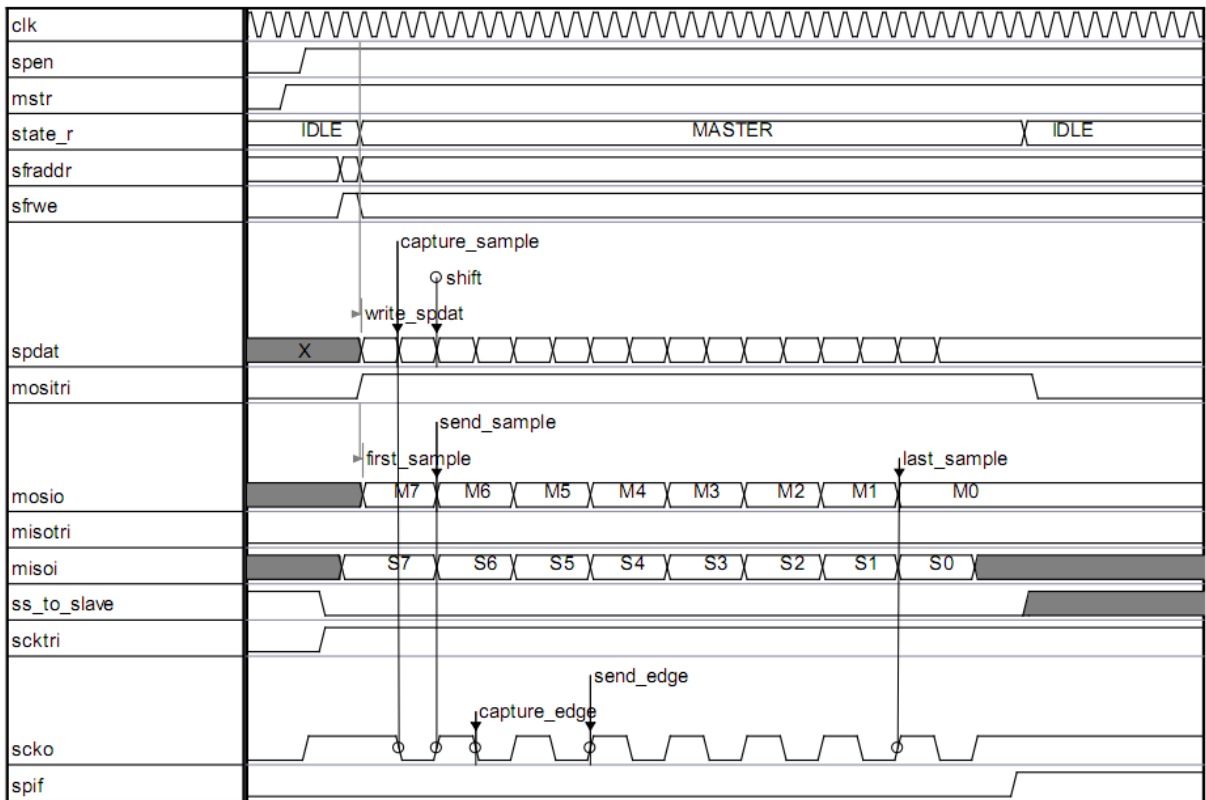 clk
spen
mstr
state_r IDLE MASTER IDLE
sfraddr
sfrwe
capture_sample
shift
write_spdat
spdat X
mositri
send_sample
first_sample last_sample
mosio M7 M6 M5 M4 M3 M2 M1 M0
misotri
misoi S7 S6 S5 S4 S3 S2 S1 S0
ss_to_slave
scktri
send_edge
capture_edge
scko
spif